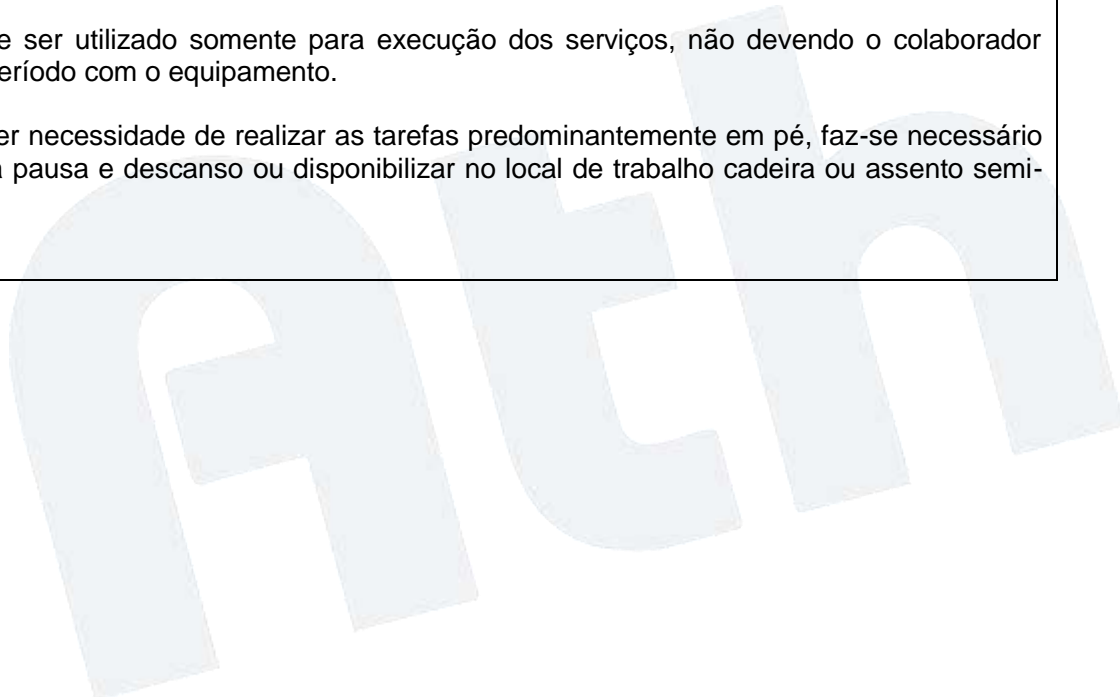 e ser utilizado somente para execução dos serviços, não devendo o colaborador
eríodo com o equipamento.
er necessidade de realizar as tarefas predominantemente em pé, faz-se necessário
a pausa e descanso ou disponibilizar no local de trabalho cadeira ou assento semi-
Ath